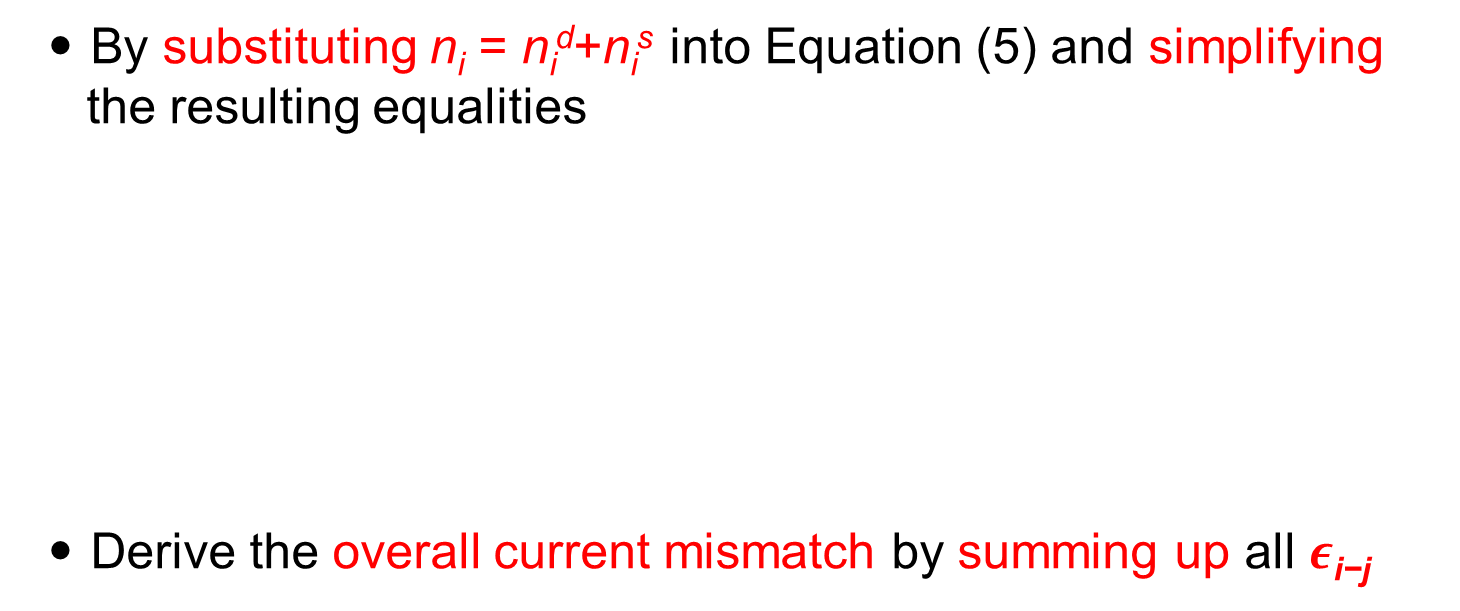 • By substituting nᵢ = nᵢᵈ+nᵢˢ into Equation (5) and simplifying
the resulting equalities
• Derive the overall current mismatch by summing up all ϵᵢ₋ⱼ